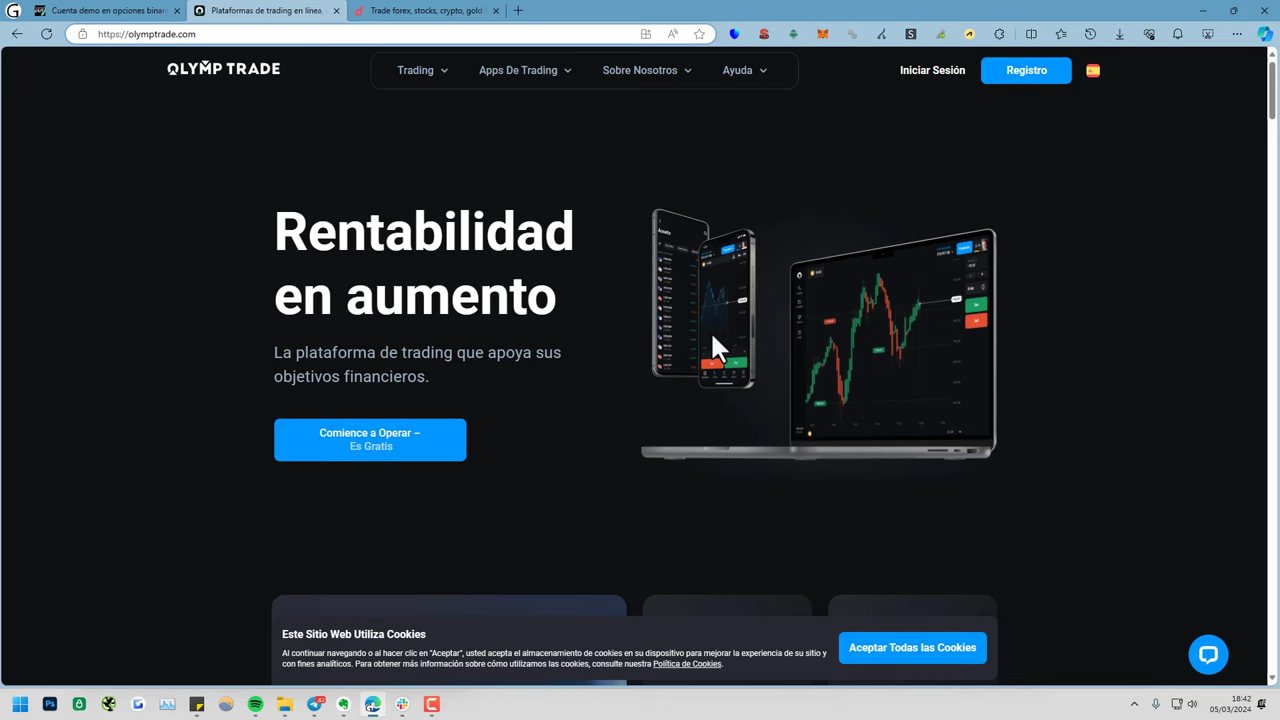 Cuenta demo en opciones binar
Plataformas de trading en línea,
Trade forex, stocks, crypto, gold
https://olymptrade.com
OLYMP TRADE
Trading
Apps De Trading
Sobre Nosotros
Ayuda
Iniciar Sesión
Registro
Rentabilidad
en aumento
La plataforma de trading que apoya sus
objetivos financieros.
Comience a Operar –
Es Gratis
Assets
Este Sitio Web Utiliza Cookies
Al continuar navegando o al hacer clic en "Aceptar", usted acepta el almacenamiento de cookies en su dispositivo para mejorar la experiencia de su sitio y
con fines analíticos. Para obtener más información sobre cómo utilizamos las cookies, consulte nuestra Política de Cookies.
Aceptar Todas las Cookies
18:42
05/03/2024